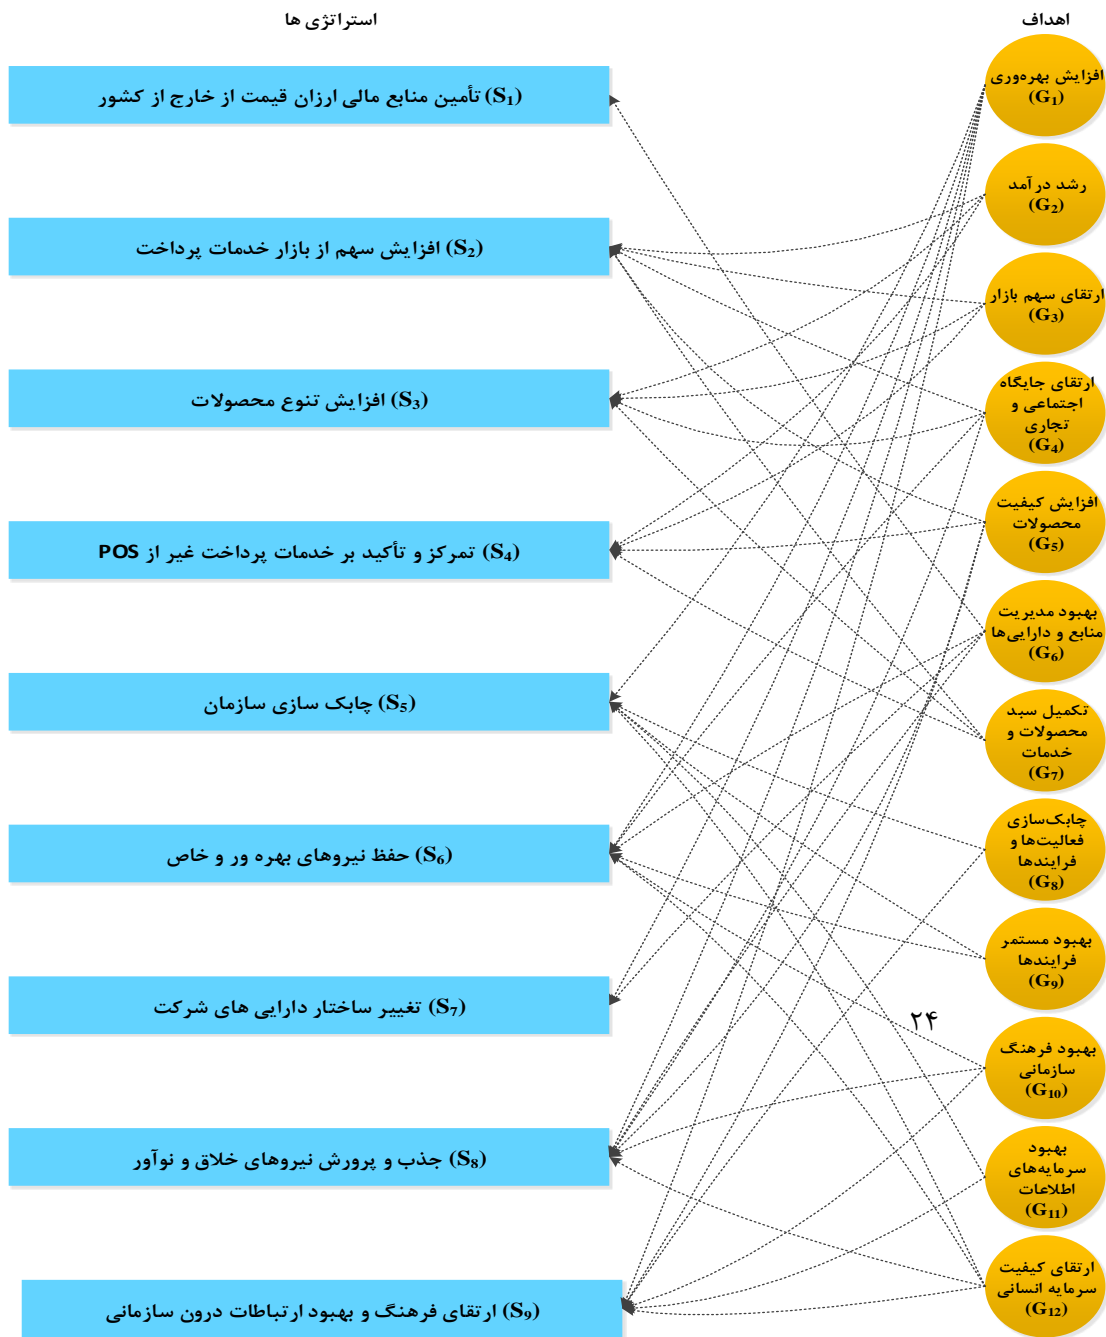 اهداف
استراتژی ها
افزایش بهره‌وری
(G₁)
رشد درآمد
(G₂)
ارتقای سهم بازار
(G₃)
ارتقای جایگاه
اجتماعی و
تجاری
(G₄)
افزایش کیفیت
محصولات
(G₅)
بهبود مدیریت
منابع و دارایی‌ها
(G₆)
تکمیل سبد
محصولات و
خدمات
(G₇)
چابک‌سازی
فعالیت‌ها و
فرایندها
(G₈)
بهبود مستمر
فرایندها
(G₉)
۲۴
بهبود فرهنگ
سازمانی
(G₁₀)
بهبود
سرمایه‌های
اطلاعات
(G₁₁)
ارتقای کیفیت
سرمایه انسانی
(G₁₂)
(S₁) تأمین منابع مالی ارزان قیمت از خارج از کشور
(S₂) افزایش سهم از بازار خدمات پرداخت
(S₃) افزایش تنوع محصولات
(S₄) تمرکز و تأکید بر خدمات پرداخت غیر از POS
(S₅) چابک سازی سازمان
(S₆) حفظ نیروهای بهره ور و خاص
(S₇) تغییر ساختار دارایی های شرکت
(S₈) جذب و پرورش نیروهای خلاق و نوآور
(S₉) ارتقای فرهنگ و بهبود ارتباطات درون سازمانی